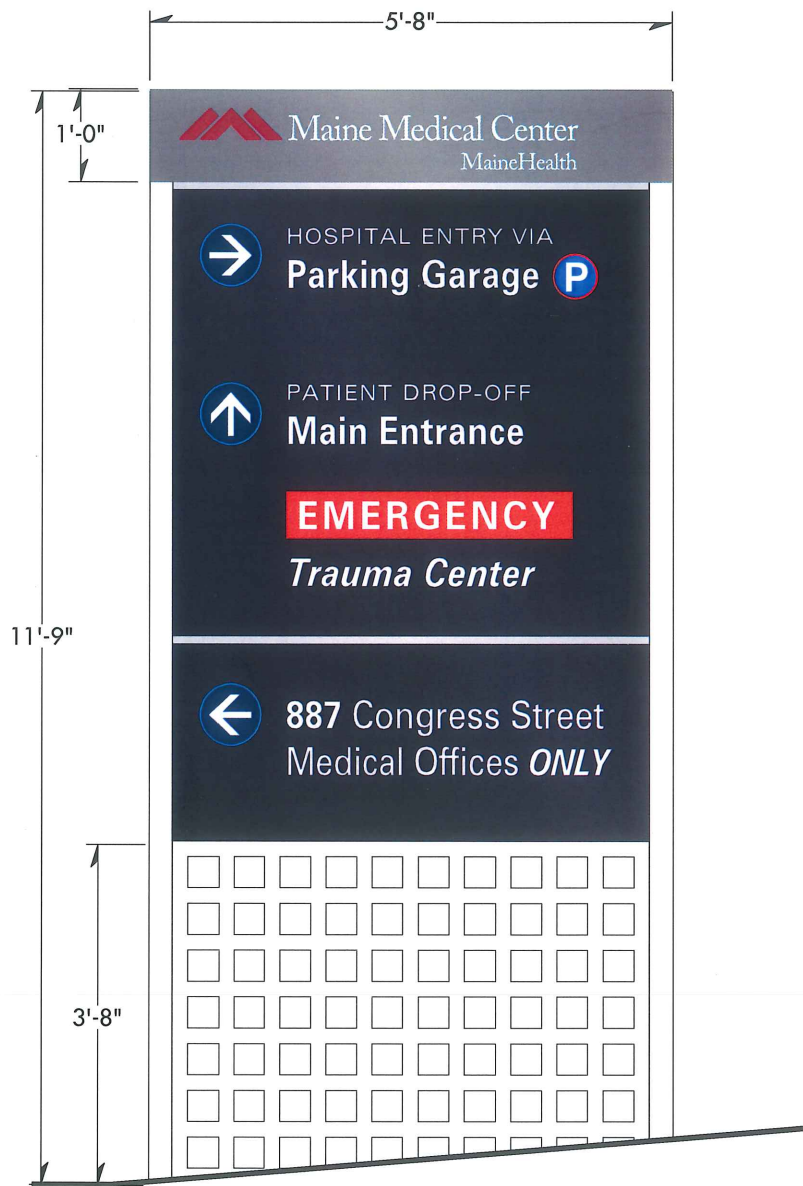 5'-8"
1'-0"
Maine Medical Center
MaineHealth
HOSPITAL ENTRY VIA
Parking Garage P
PATIENT DROP-OFF
Main Entrance
EMERGENCY
Trauma Center
11'-9"
887 Congress Street
Medical Offices ONLY
3'-8"